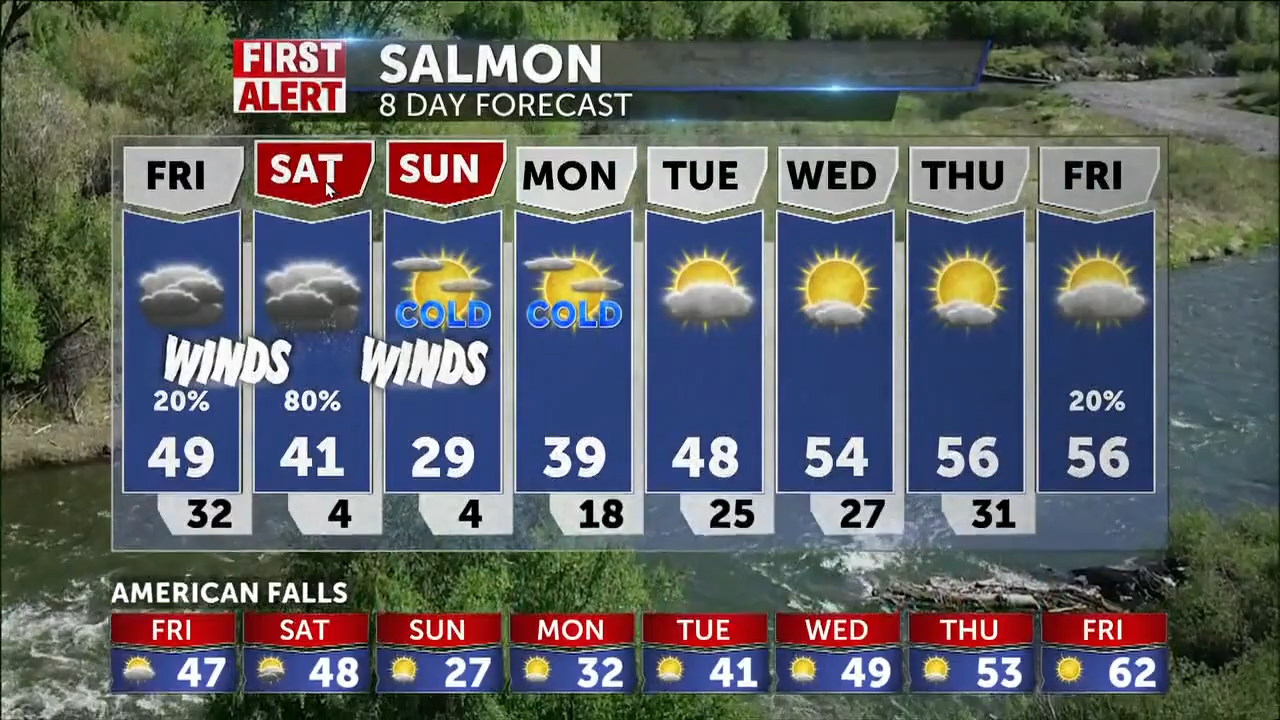 FIRST
ALERT
SALMON
8 DAY FORECAST
FRI SAT SUN MON TUE WED THU FRI
COLD COLD
WINDS WINDS
20% 80% 20%
49 41 29 39 48 54 56 56
32 4 4 18 25 27 31
AMERICAN FALLS
FRI SAT SUN MON TUE WED THU FRI
47 48 27 32 41 49 53 62